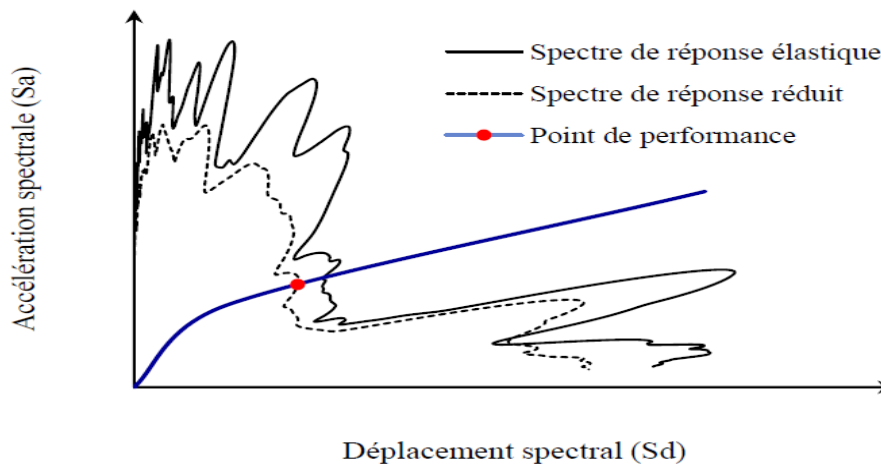 Spectre de réponse élastique
Spectre de réponse réduit
Point de performance
Accélération spectrale (Sa)
Déplacement spectral (Sd)